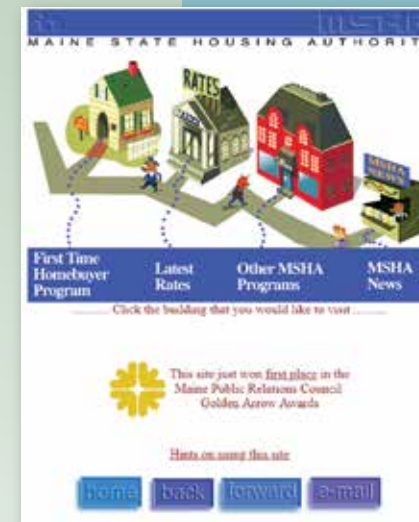 MSHA
MAINE STATE HOUSING AUTHORIT
RATES
MSHA
NEWS
First Time
Homebuyer
Program
Latest
Rates
Other MSHA
Programs
MSHA
News
Click the building that you would like to visit
This site just won first place in the
Maine Public Relations Council
Golden Arrow Awards
Hints on using this site
home
back
forward
e-mail